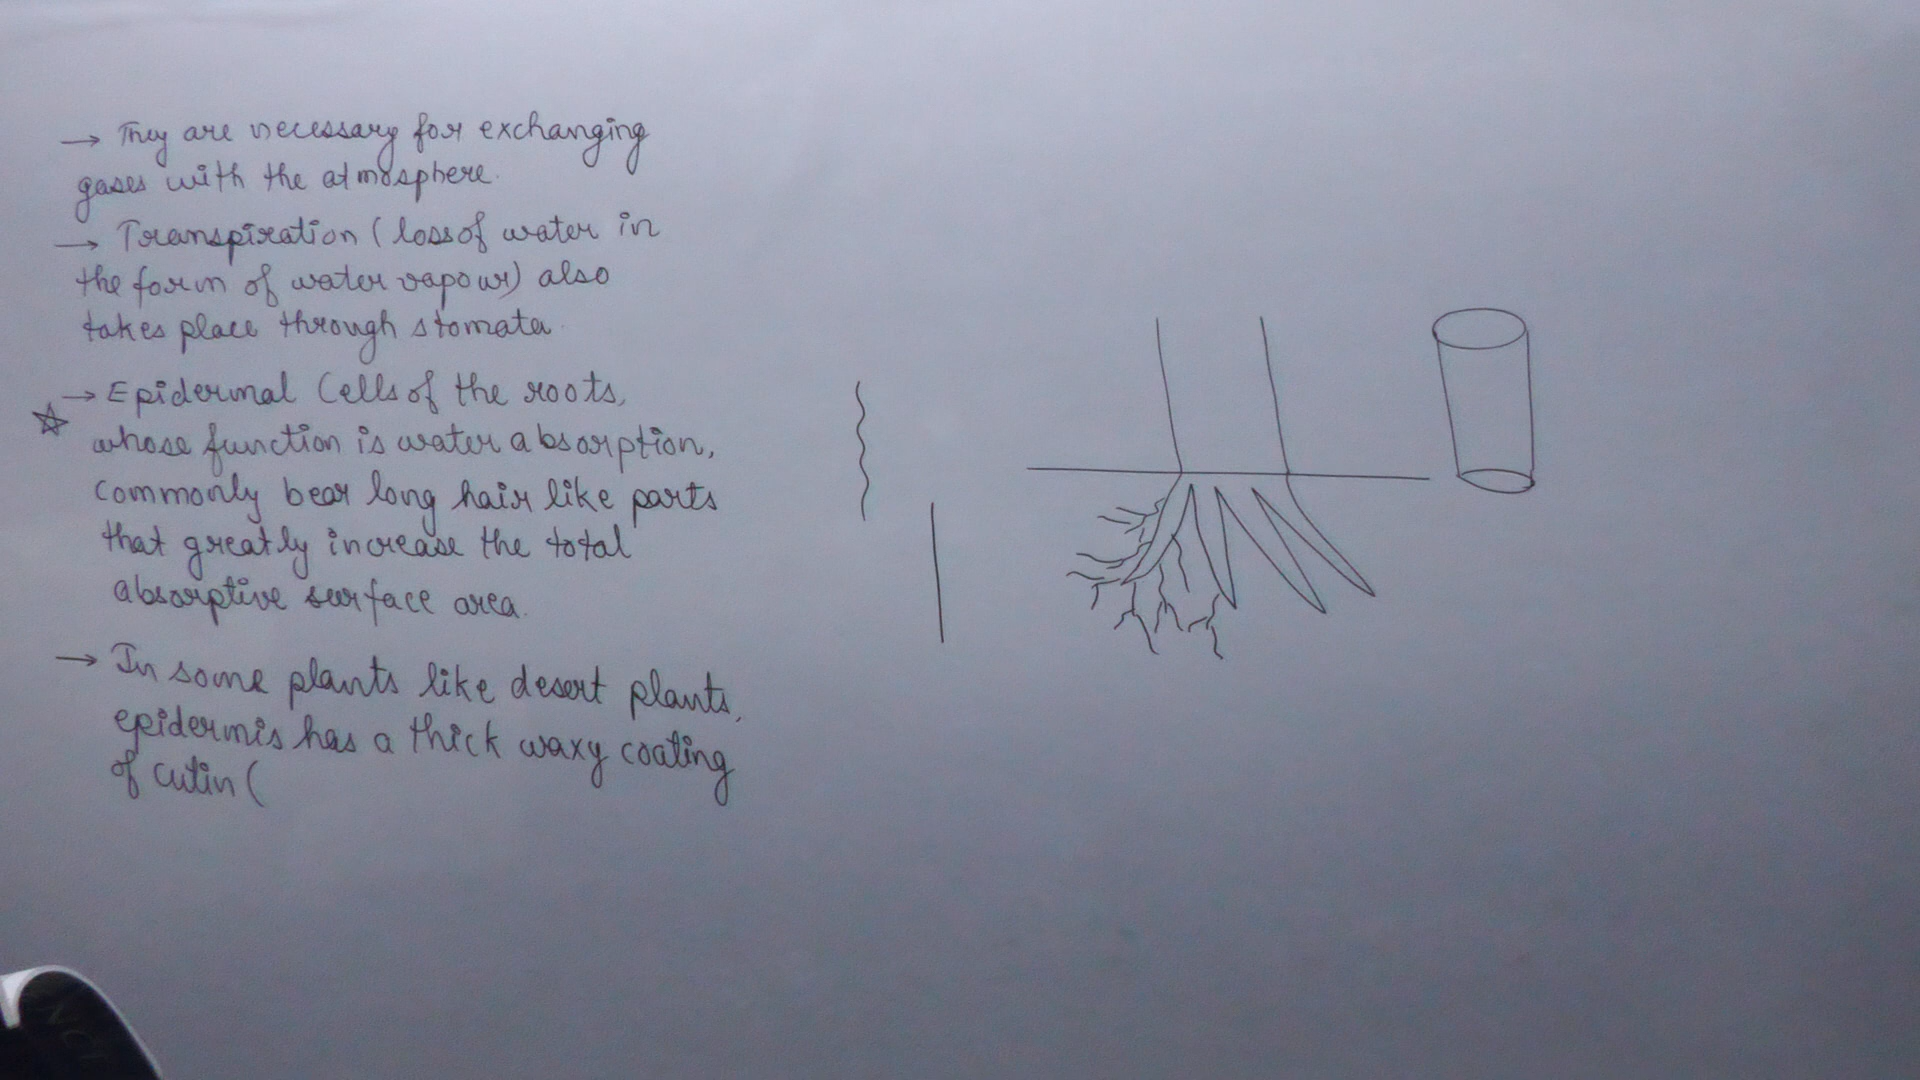 → They are necessary for exchanging
gases with the atmosphere.
→ Transpiration (loss of water in
the form of water vapour) also
takes place through stomata.
→ Epidermal Cells of the roots,
whose function is water absorption,
commonly bear long hair like parts
that greatly increase the total
absorptive surface area.
→ In some plants like desert plants,
epidermis has a thick waxy coating
of cutin (